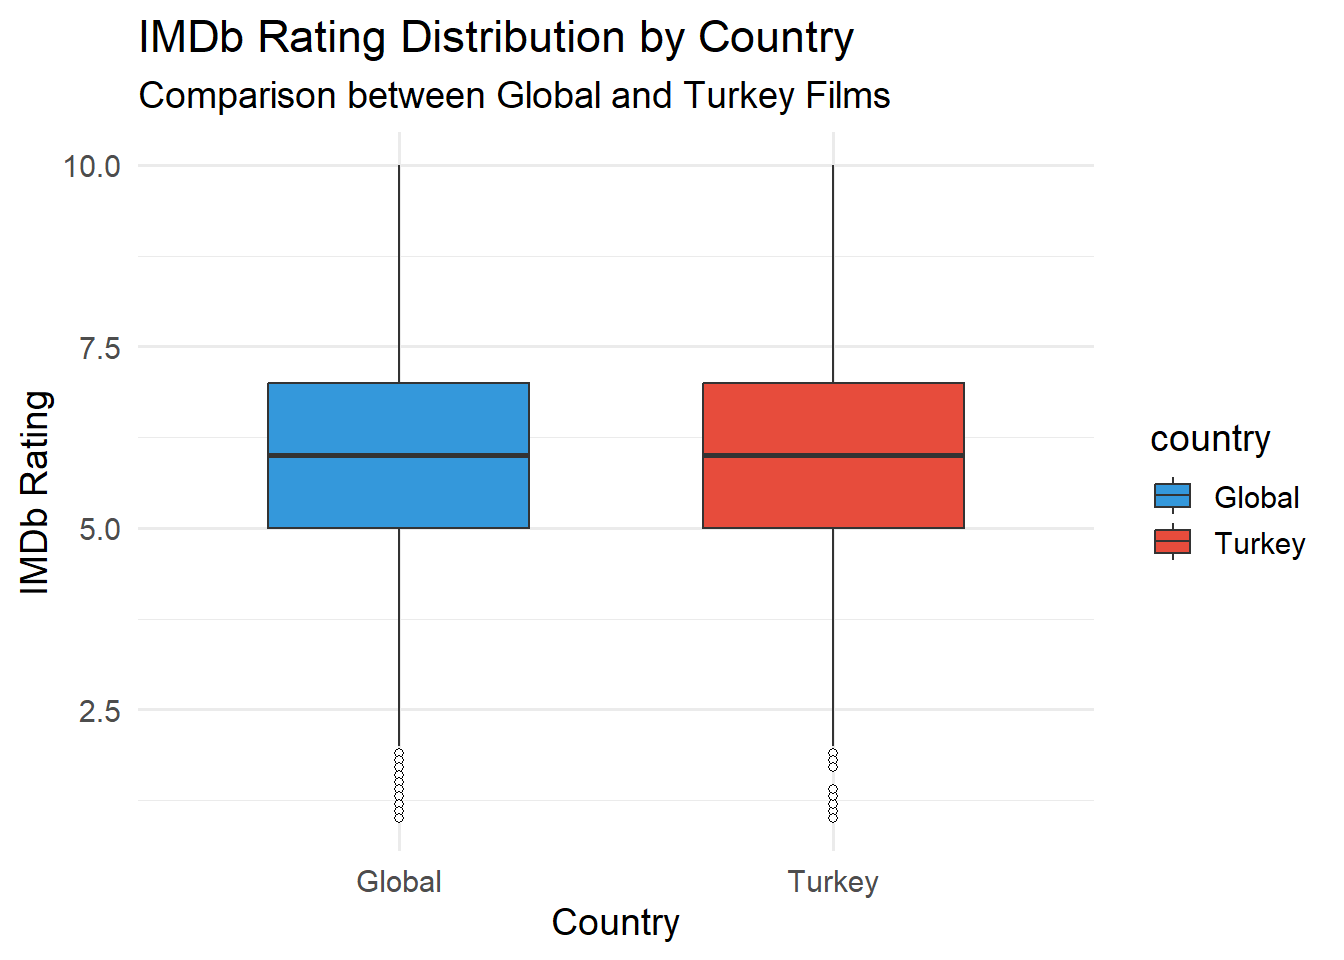 IMDb Rating Distribution by Country
Comparison between Global and Turkey Films
10.0
7.5
5.0
2.5
IMDb Rating
Global
Turkey
Country
country
Global
Turkey